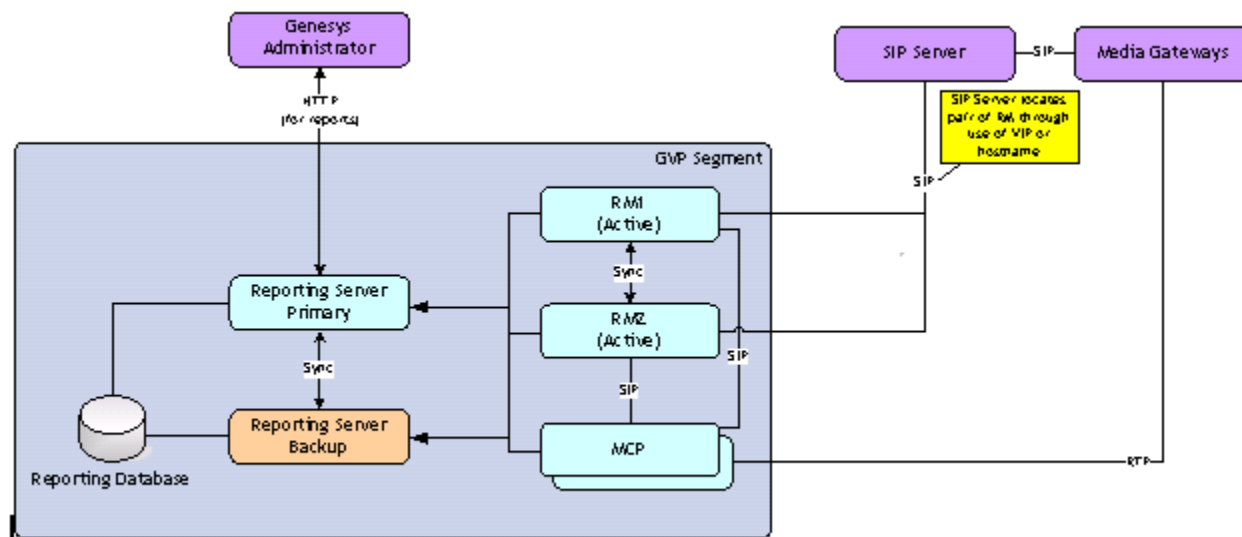 Genesys
Administrator
SIP Server
SIP
Media Gateways
HTTP
(for reports)
SIP Server locates
pair of RM through
use of VIP or
hostname
GVP Segment
SIP
RM1
(Active)
Sync
Reporting Server
Primary
RM2
(Active)
SIP
Sync
SIP
Reporting Server
Backup
MCP
RTP
Reporting Database